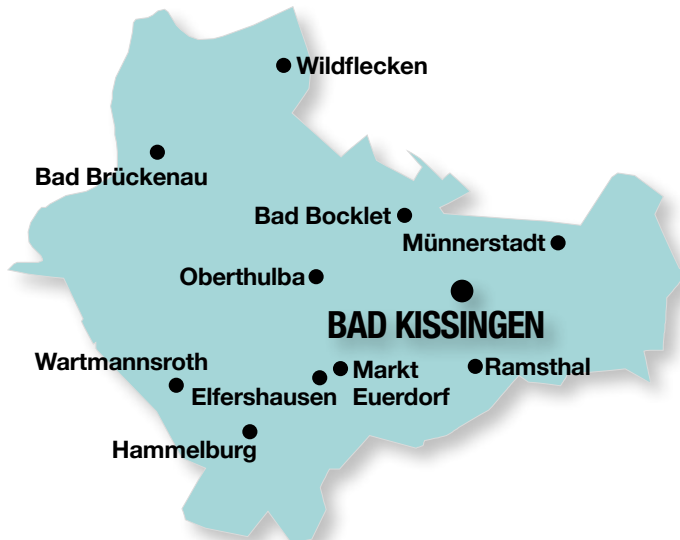 Wildflecken
Bad Brückenau
Bad Bocklet
Münnerstadt
Oberthulba
BAD KISSINGEN
Wartmannsroth
Markt
Ramsthal
Elfershausen
Euerdorf
Hammelburg